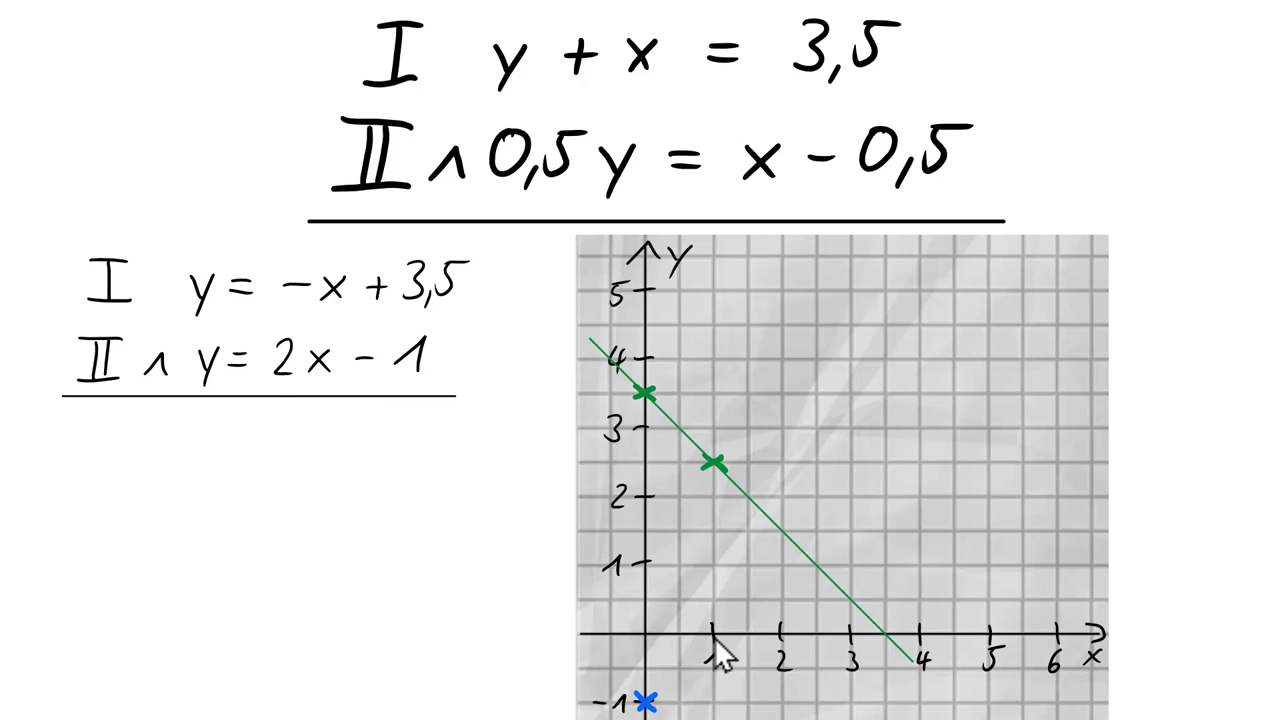 I y + x = 3,5
II ∧ 0,5y = x - 0,5
I y = -x + 3,5
II ∧ y = 2x - 1
y
5
4
3
2
1
1 2 3 4 5 6 x
-1